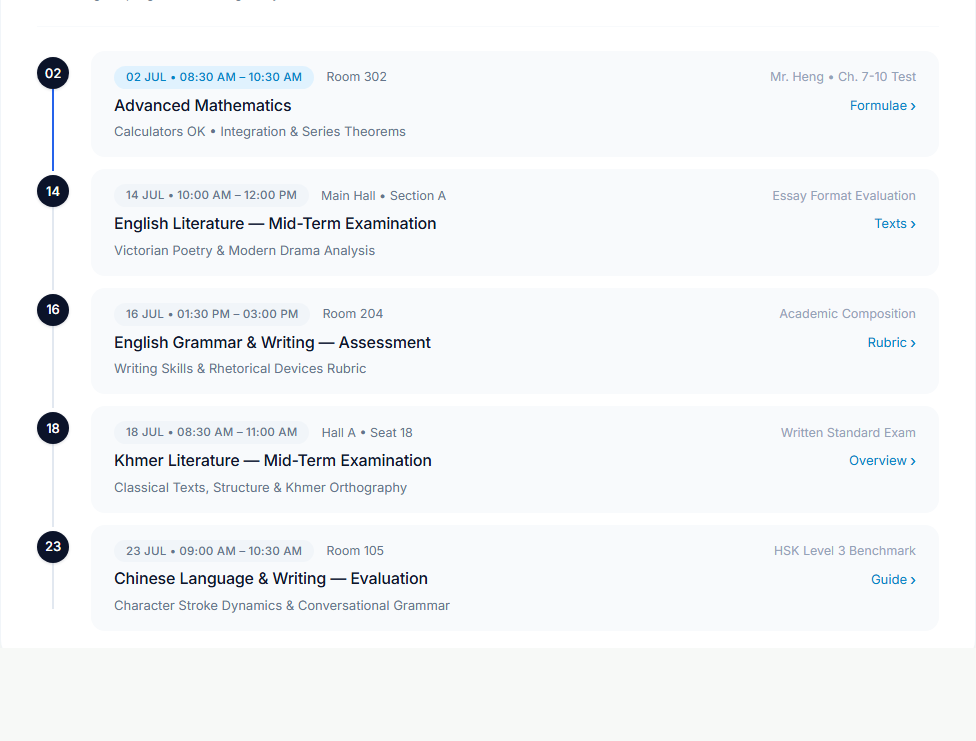 02
02 JUL • 08:30 AM – 10:30 AM Room 302 Mr. Heng • Ch. 7-10 Test
Advanced Mathematics Formulae ›
Calculators OK • Integration & Series Theorems
14
14 JUL • 10:00 AM – 12:00 PM Main Hall • Section A Essay Format Evaluation
English Literature — Mid-Term Examination Texts ›
Victorian Poetry & Modern Drama Analysis
16
16 JUL • 01:30 PM – 03:00 PM Room 204 Academic Composition
English Grammar & Writing — Assessment Rubric ›
Writing Skills & Rhetorical Devices Rubric
18
18 JUL • 08:30 AM – 11:00 AM Hall A • Seat 18 Written Standard Exam
Khmer Literature — Mid-Term Examination Overview ›
Classical Texts, Structure & Khmer Orthography
23
23 JUL • 09:00 AM – 10:30 AM Room 105 HSK Level 3 Benchmark
Chinese Language & Writing — Evaluation Guide ›
Character Stroke Dynamics & Conversational Grammar